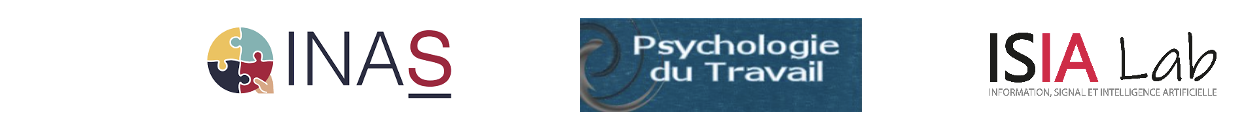 INAS
Psychologie
du Travail
ISIA Lab
INFORMATION, SIGNAL ET INTELLIGENCE ARTIFICIELLE